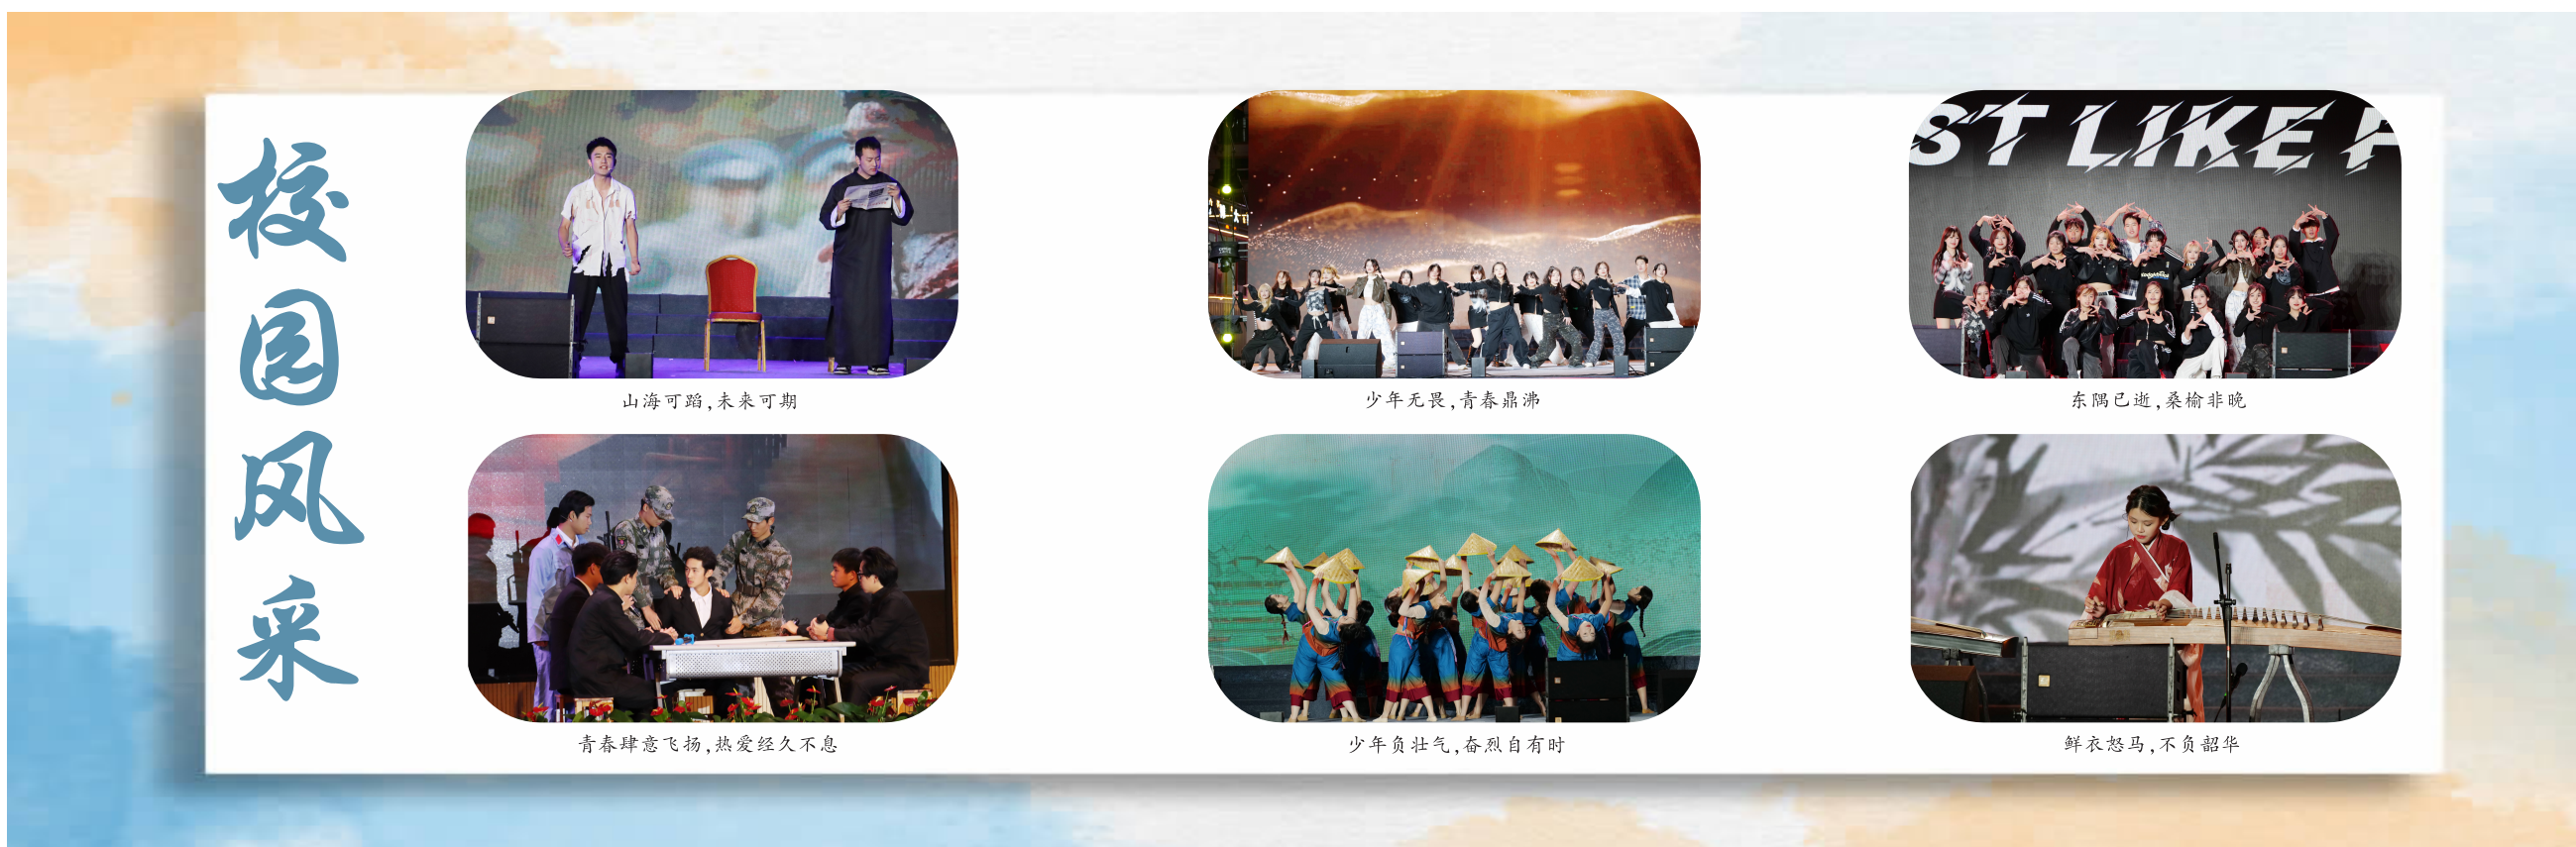 校园风采
ST LIKE
山海可蹈,未来可期
少年无畏,青春鼎沸
东隅已逝,桑榆非晚
青春肆意飞扬,热爱经久不息
少年负壮气,奋烈自有时
鲜衣怒马,不负韶华